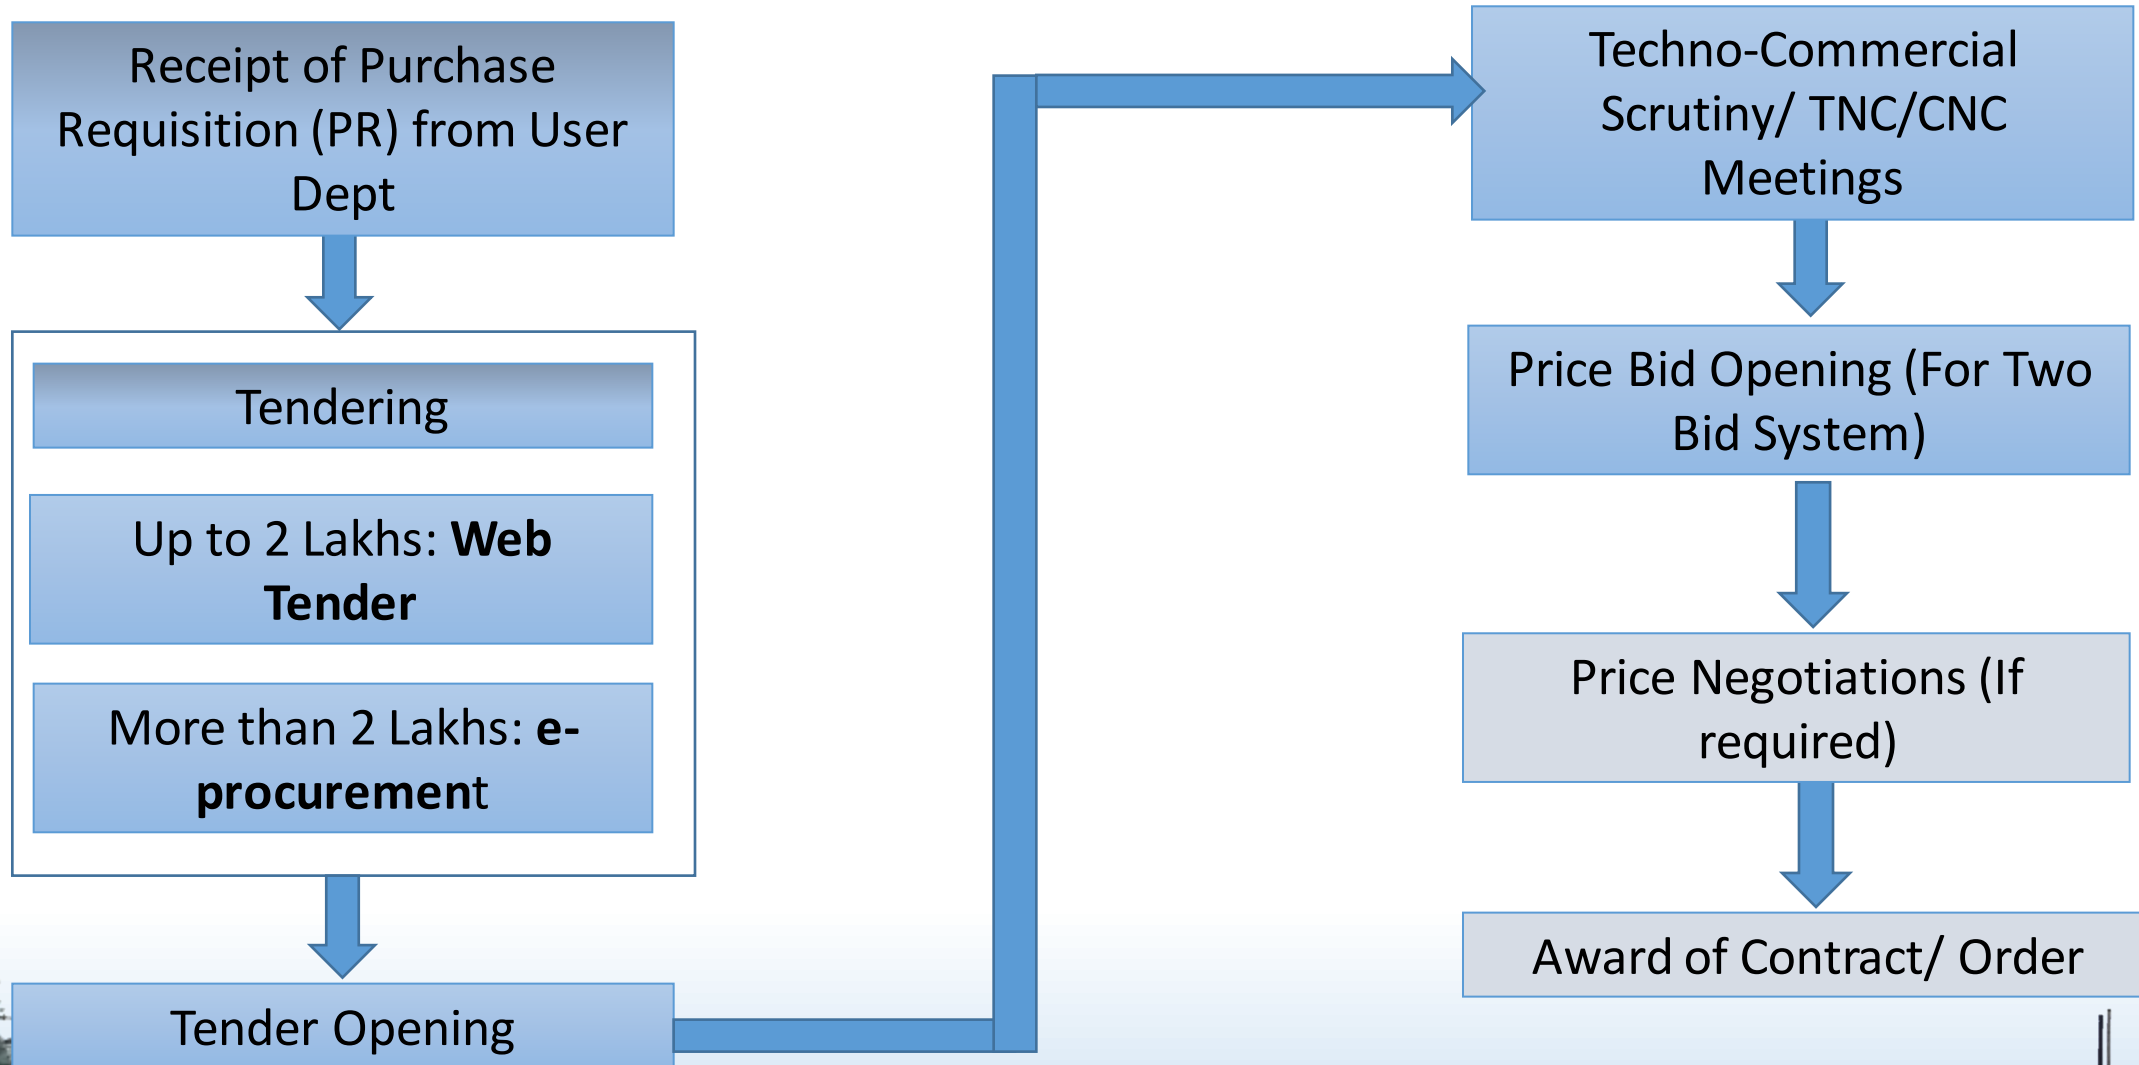 Receipt of Purchase
Requisition (PR) from User
Dept
Tendering
Up to 2 Lakhs: Web
Tender
More than 2 Lakhs: e-
procurement
Tender Opening
Techno-Commercial
Scrutiny/ TNC/CNC
Meetings
Price Bid Opening (For Two
Bid System)
Price Negotiations (If
required)
Award of Contract/ Order